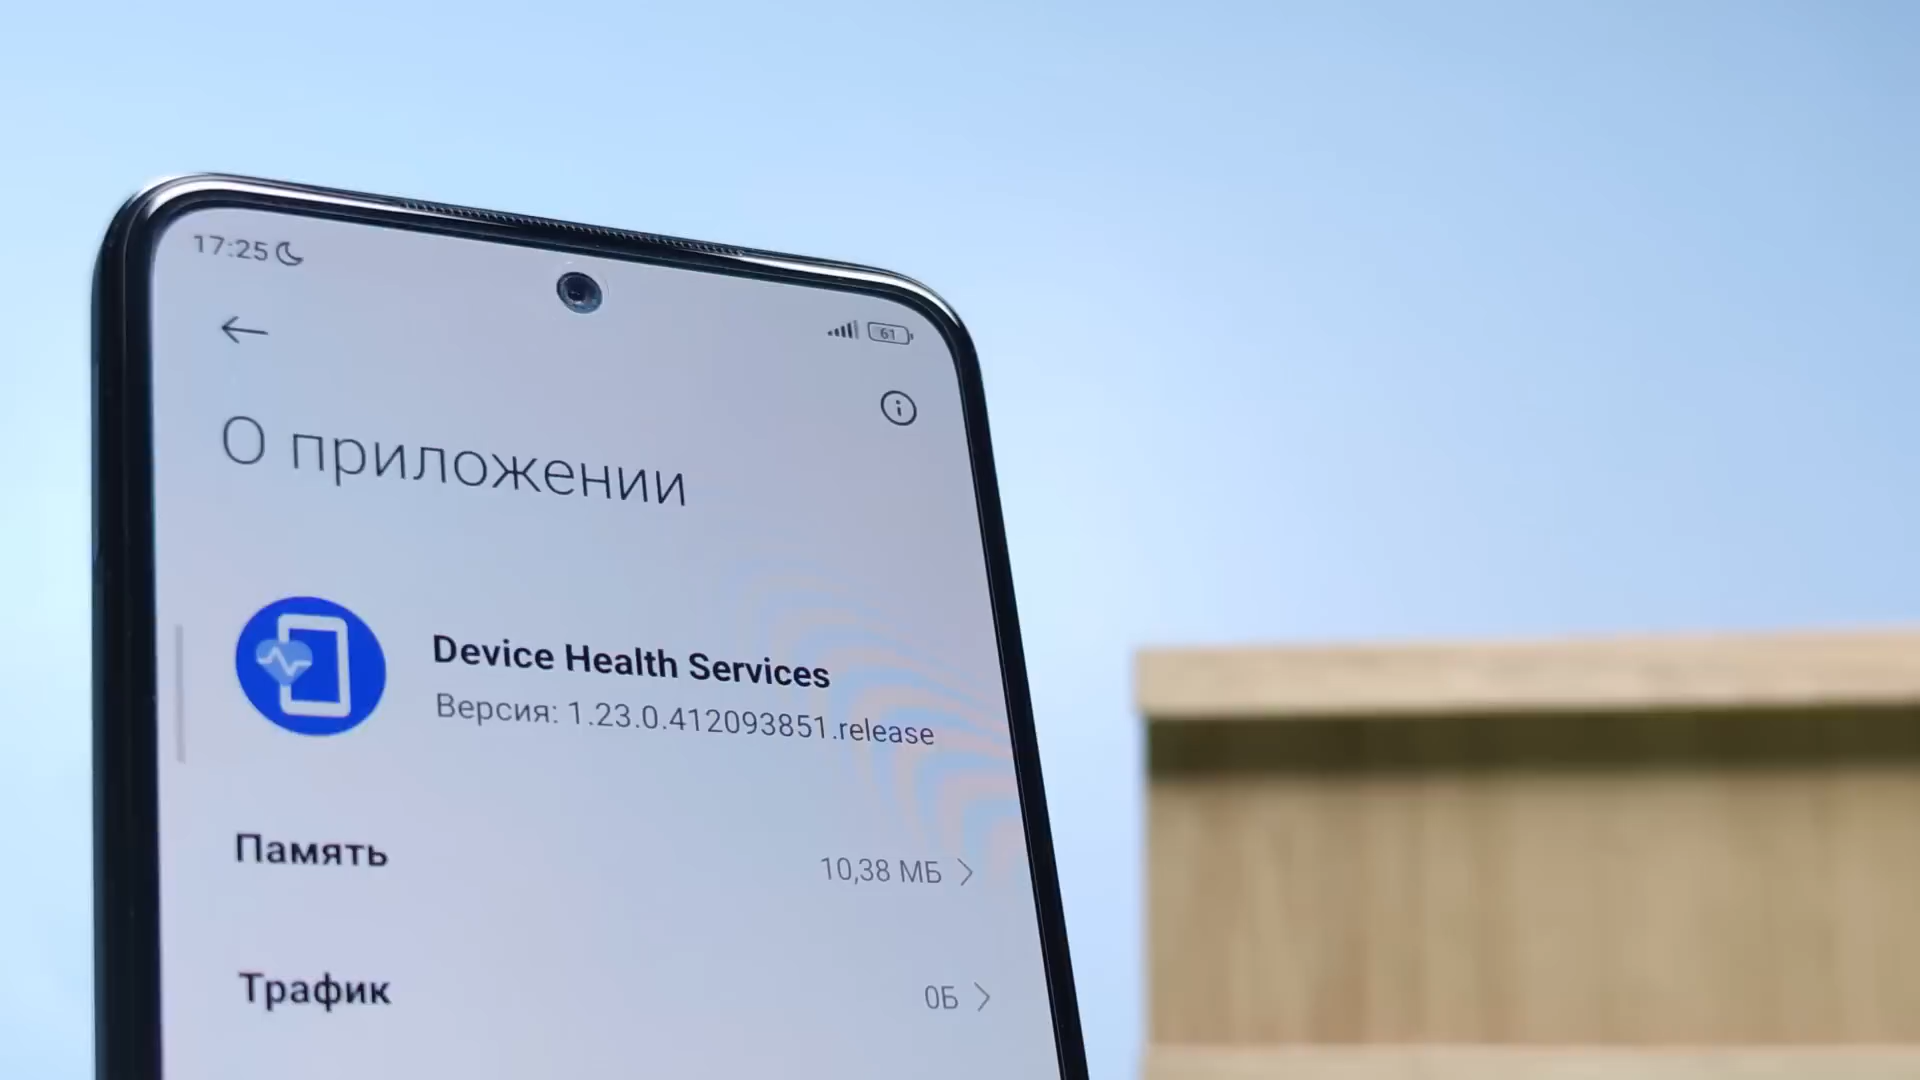 17:25
61
О приложении
Device Health Services
Версия: 1.23.0.412093851.release
Память 10,38 МБ
Трафик 0Б